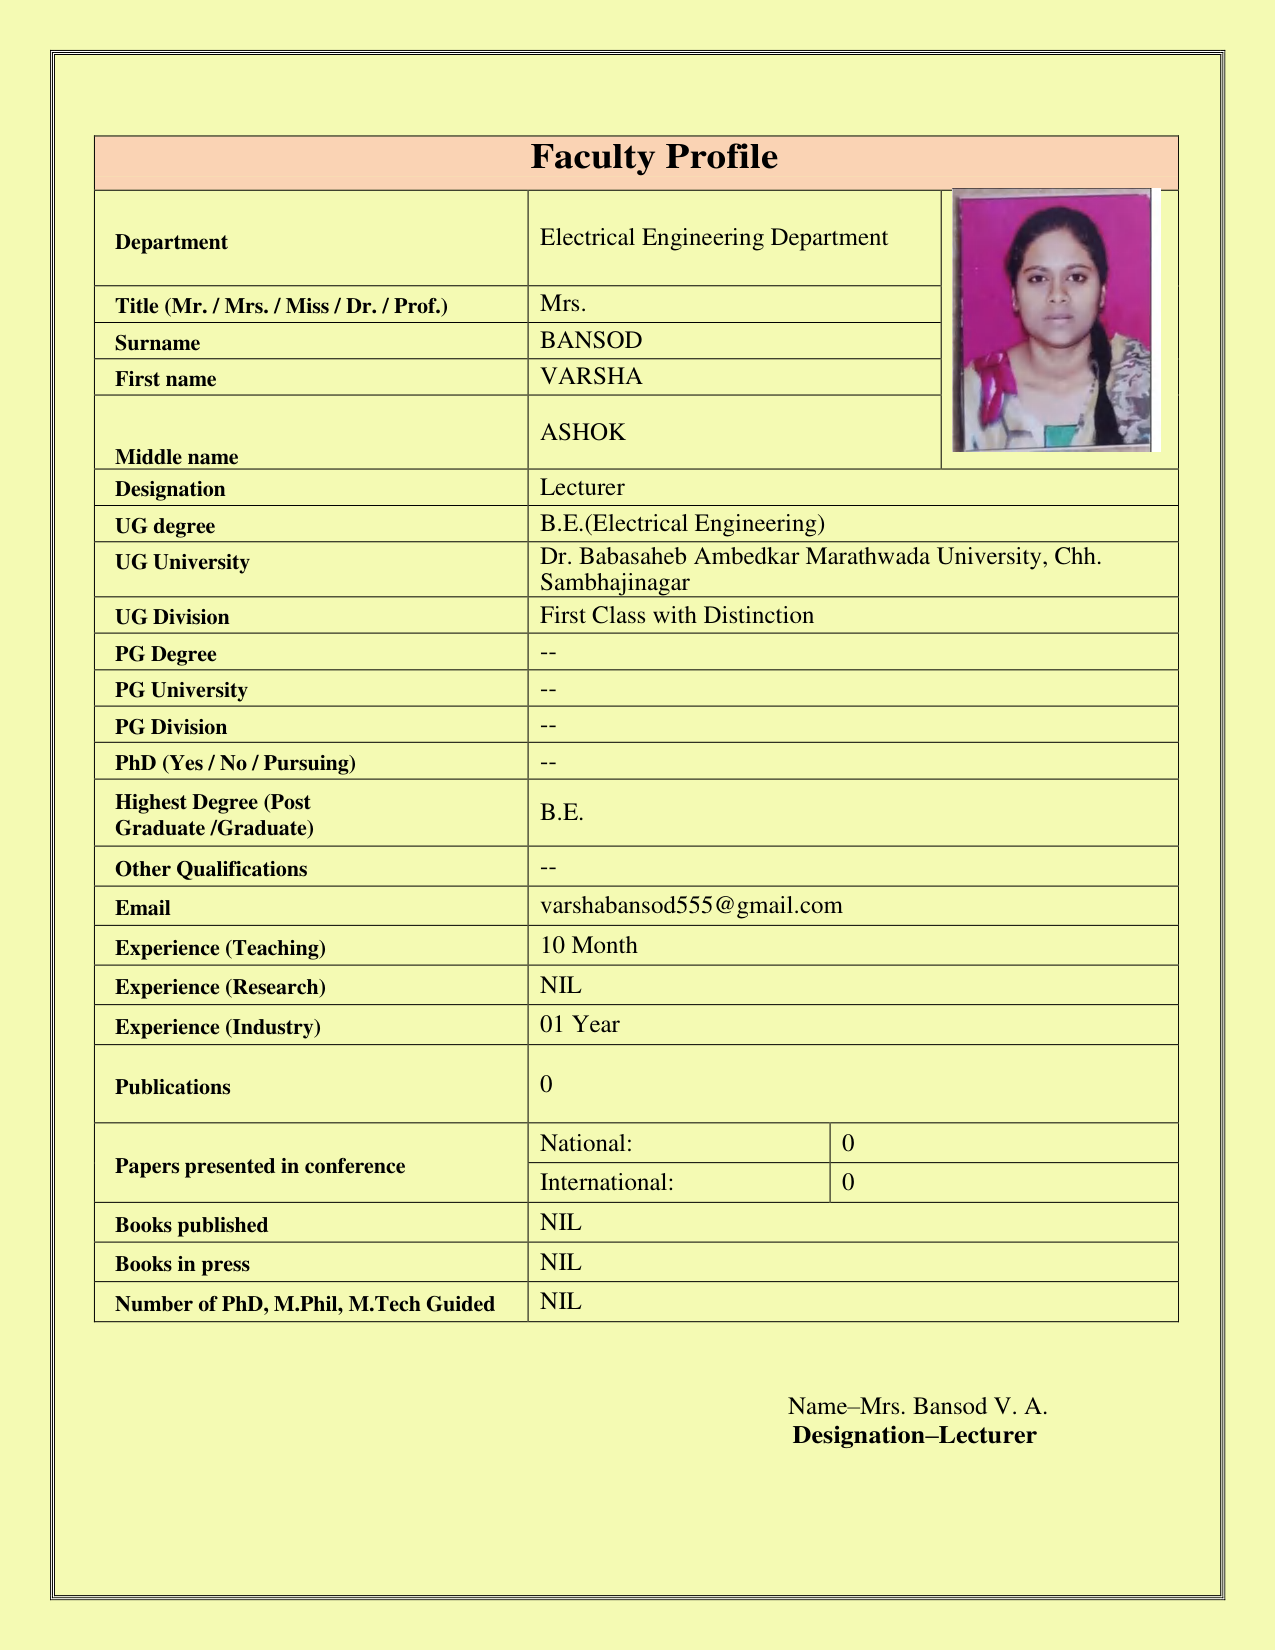 Faculty Profile
Department
Electrical Engineering Department
Title (Mr. / Mrs. / Miss / Dr. / Prof.)
Mrs.
Surname
BANSOD
First name
VARSHA
Middle name
ASHOK
Designation
Lecturer
UG degree
B.E.(Electrical Engineering)
UG University
Dr. Babasaheb Ambedkar Marathwada University, Chh.
Sambhajinagar
UG Division
First Class with Distinction
PG Degree
--
PG University
--
PG Division
--
PhD (Yes / No / Pursuing)
--
Highest Degree (Post
Graduate /Graduate)
B.E.
Other Qualifications
--
Email
varshabansod555@gmail.com
Experience (Teaching)
10 Month
Experience (Research)
NIL
Experience (Industry)
01 Year
Publications
0
Papers presented in conference
National:
0
International:
0
Books published
NIL
Books in press
NIL
Number of PhD, M.Phil, M.Tech Guided
NIL
Name–Mrs. Bansod V. A.
Designation–Lecturer